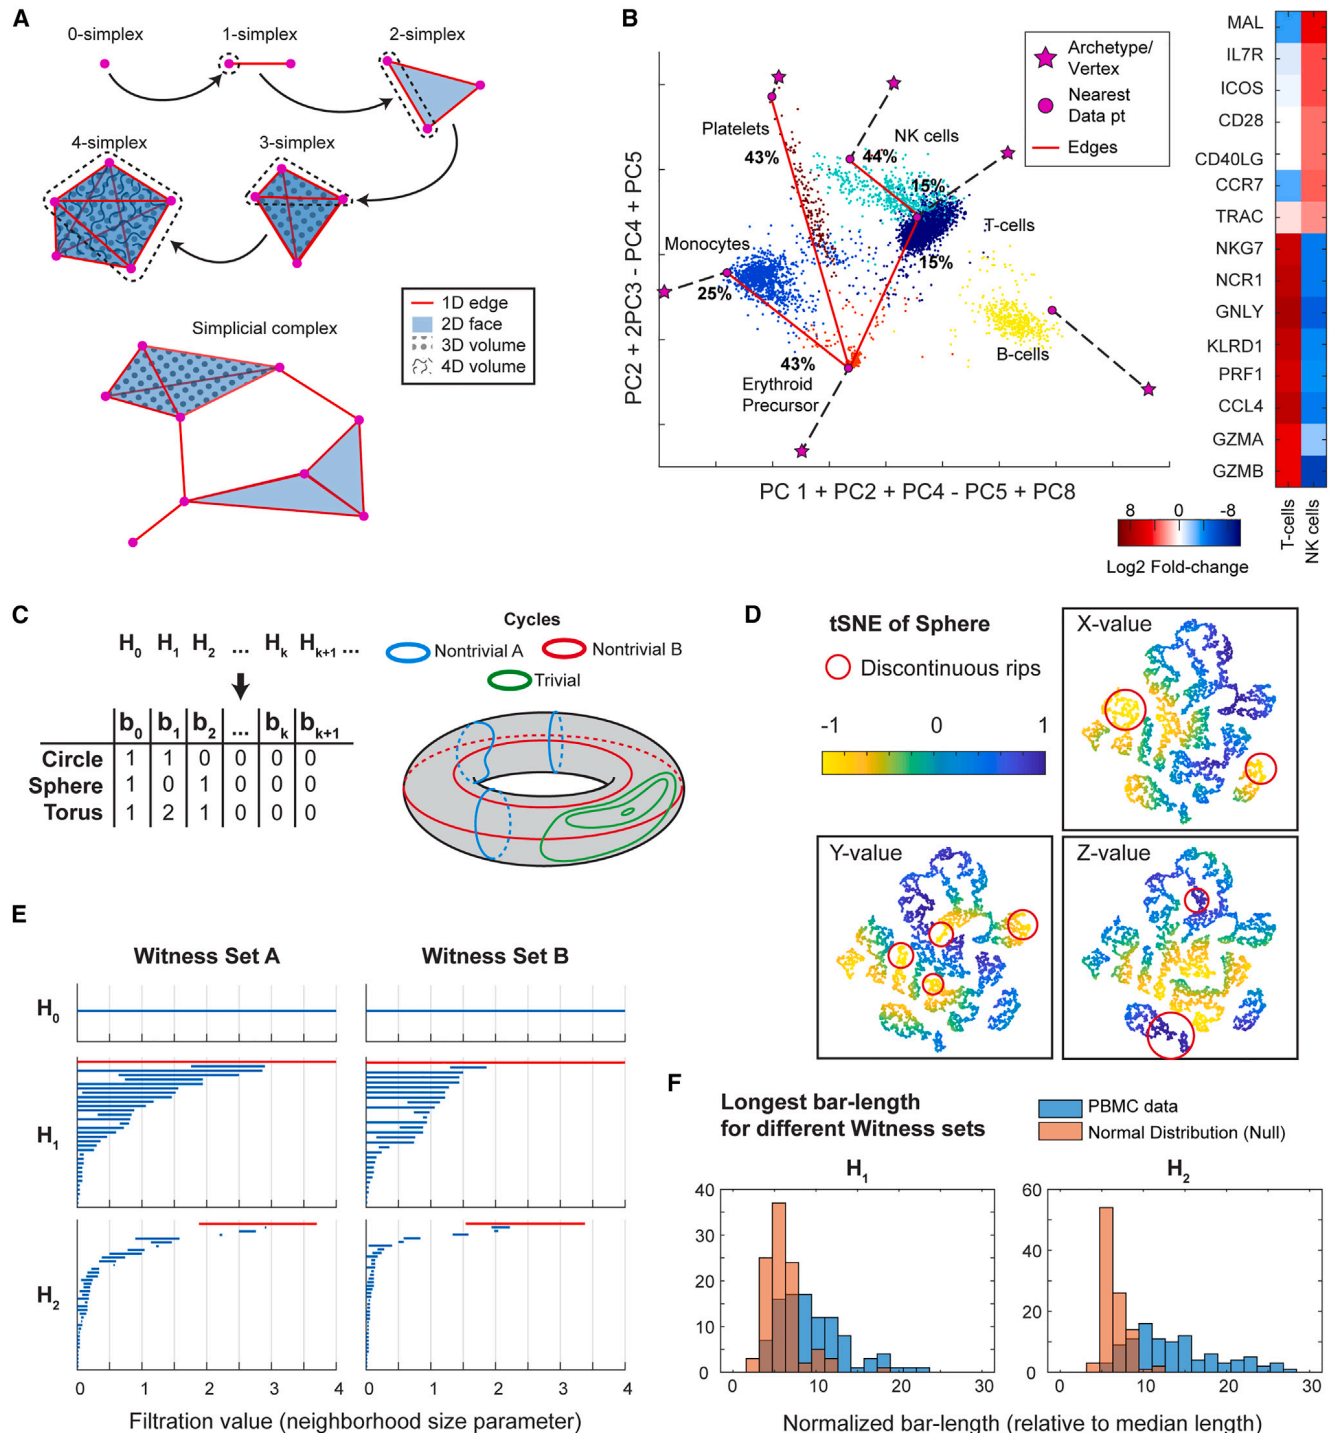 A
0-simplex
1-simplex
2-simplex
4-simplex
3-simplex
1D edge
2D face
3D volume
4D volume
Simplicial complex
B
Archetype/
Vertex
Nearest
Data pt
Edges
Platelets
43%
NK cells
44%
15%
T-cells
15%
Monocytes
25%
43%
Erythroid
Precursor
B-cells
PC2 + 2PC3 - PC4 + PC5
PC 1 + PC2 + PC4 - PC5 + PC8
MAL
IL7R
ICOS
CD28
CD40LG
CCR7
TRAC
NKG7
NCR1
GNLY
KLRD1
PRF1
CCL4
GZMA
GZMB
T-cells
NK cells
8 0 -8
Log2 Fold-change
C
H0 H1 H2 ... Hk Hk+1 ...
b0 b1 b2 ... bk bk+1
Circle 1 1 0 0 0 0
Sphere 1 0 1 0 0 0
Torus 1 2 1 0 0 0
Cycles
Nontrivial A
Nontrivial B
Trivial
D
tSNE of Sphere
Discontinuous rips
-1 0 1
X-value
Y-value
Z-value
E
Witness Set A
Witness Set B
H0
H1
H2
0 1 2 3 4
0 1 2 3 4
Filtration value (neighborhood size parameter)
F
Longest bar-length
for different Witness sets
PBMC data
Normal Distribution (Null)
H1
40
30
20
10
0
0 10 20 30
H2
60
40
20
0
0 10 20 30
Normalized bar-length (relative to median length)